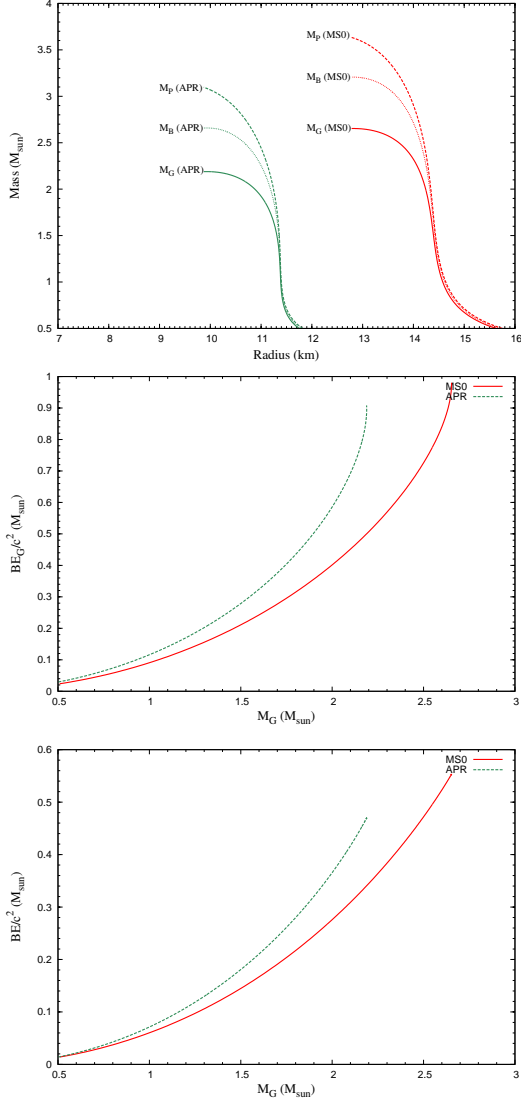 4
3.5
3
2.5
2
1.5
1
0.5
Mass (M_sun)
M_P (MS0)
M_B (MS0)
M_G (MS0)
M_P (APR)
M_B (APR)
M_G (APR)
7 8 9 10 11 12 13 14 15 16
Radius (km)
1
0.9
0.8
0.7
0.6
0.5
0.4
0.3
0.2
0.1
0
BE_G/c^2 (M_sun)
MS0
APR
0.5 1 1.5 2 2.5 3
M_G (M_sun)
0.6
0.5
0.4
0.3
0.2
0.1
0
BE/c^2 (M_sun)
MS0
APR
0.5 1 1.5 2 2.5 3
M_G (M_sun)